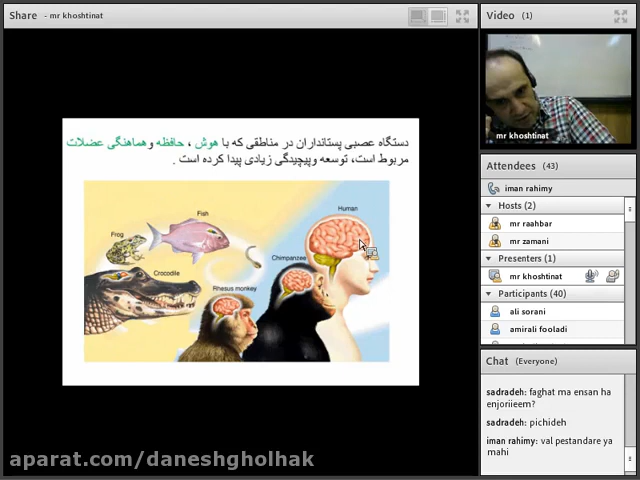 Share - mr khoshtinat
Video (1)
mr khoshtinat
دستگاه عصبی پستانداران در مناطقی که با هوش ، حافظه وهماهنگی عضلات
مربوط است، توسعه وپیچیدگی زیادی پیدا کرده است .
Human
Fish
Frog
Chimpanzee
Crocodile
Rhesus monkey
Attendees (43)
iman rahimy
Hosts (2)
mr raahbar
mr zamani
Presenters (1)
mr khoshtinat
Participants (40)
ali sorani
amirali fooladi
Chat (Everyone)
sadradeh: faghat ma ensan ha
enjoriieem?
sadradeh: pichideh
iman rahimy: val pestandare ya
mahi
aparat.com/daneshgholhak